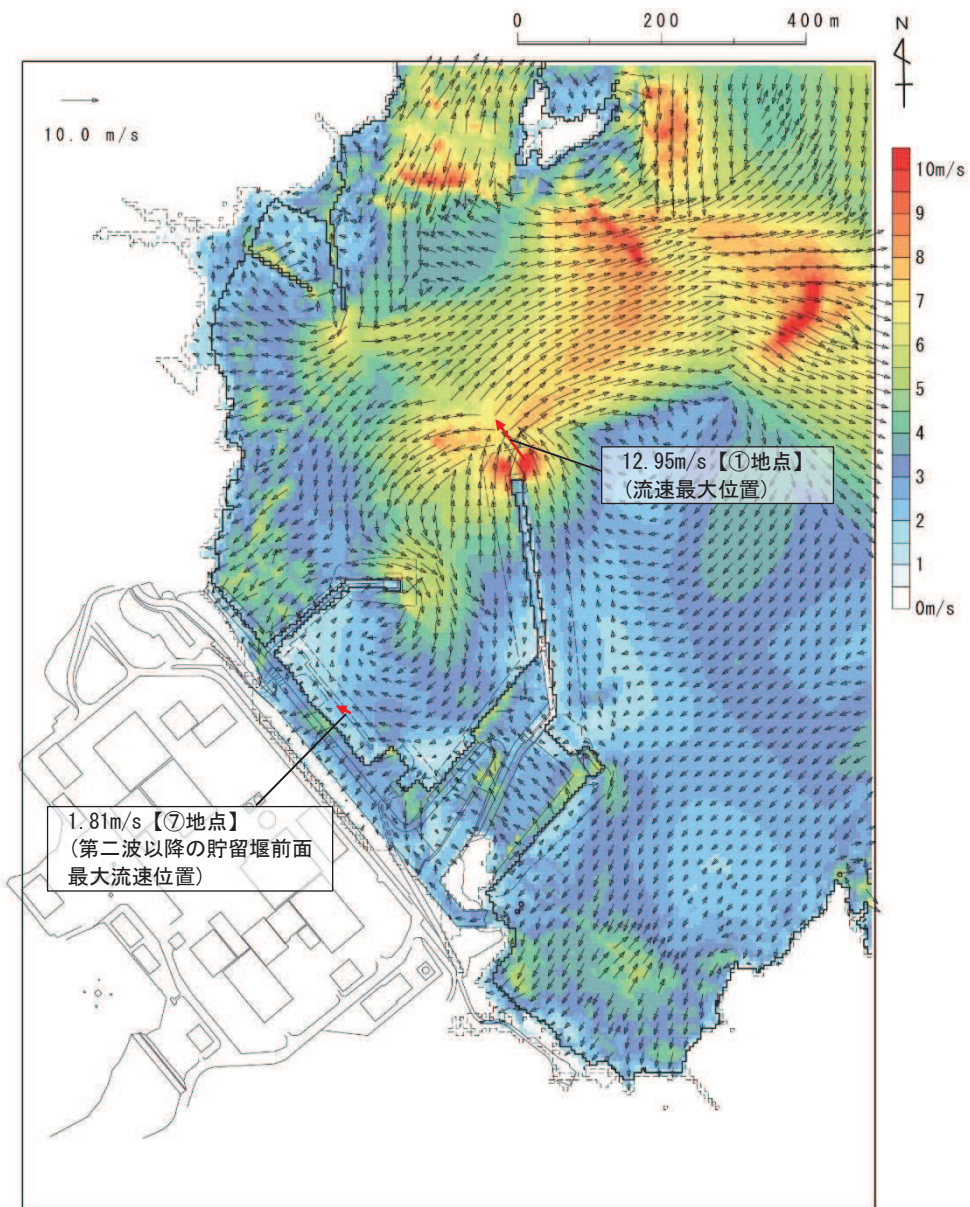 0 200 400m
N
10.0 m/s
10m/s
9
8
7
6
5
4
3
2
1
0m/s
12.95m/s【①地点】
(流速最大位置)
1.81m/s【⑦地点】
(第二波以降の貯留堰前面
最大流速位置)